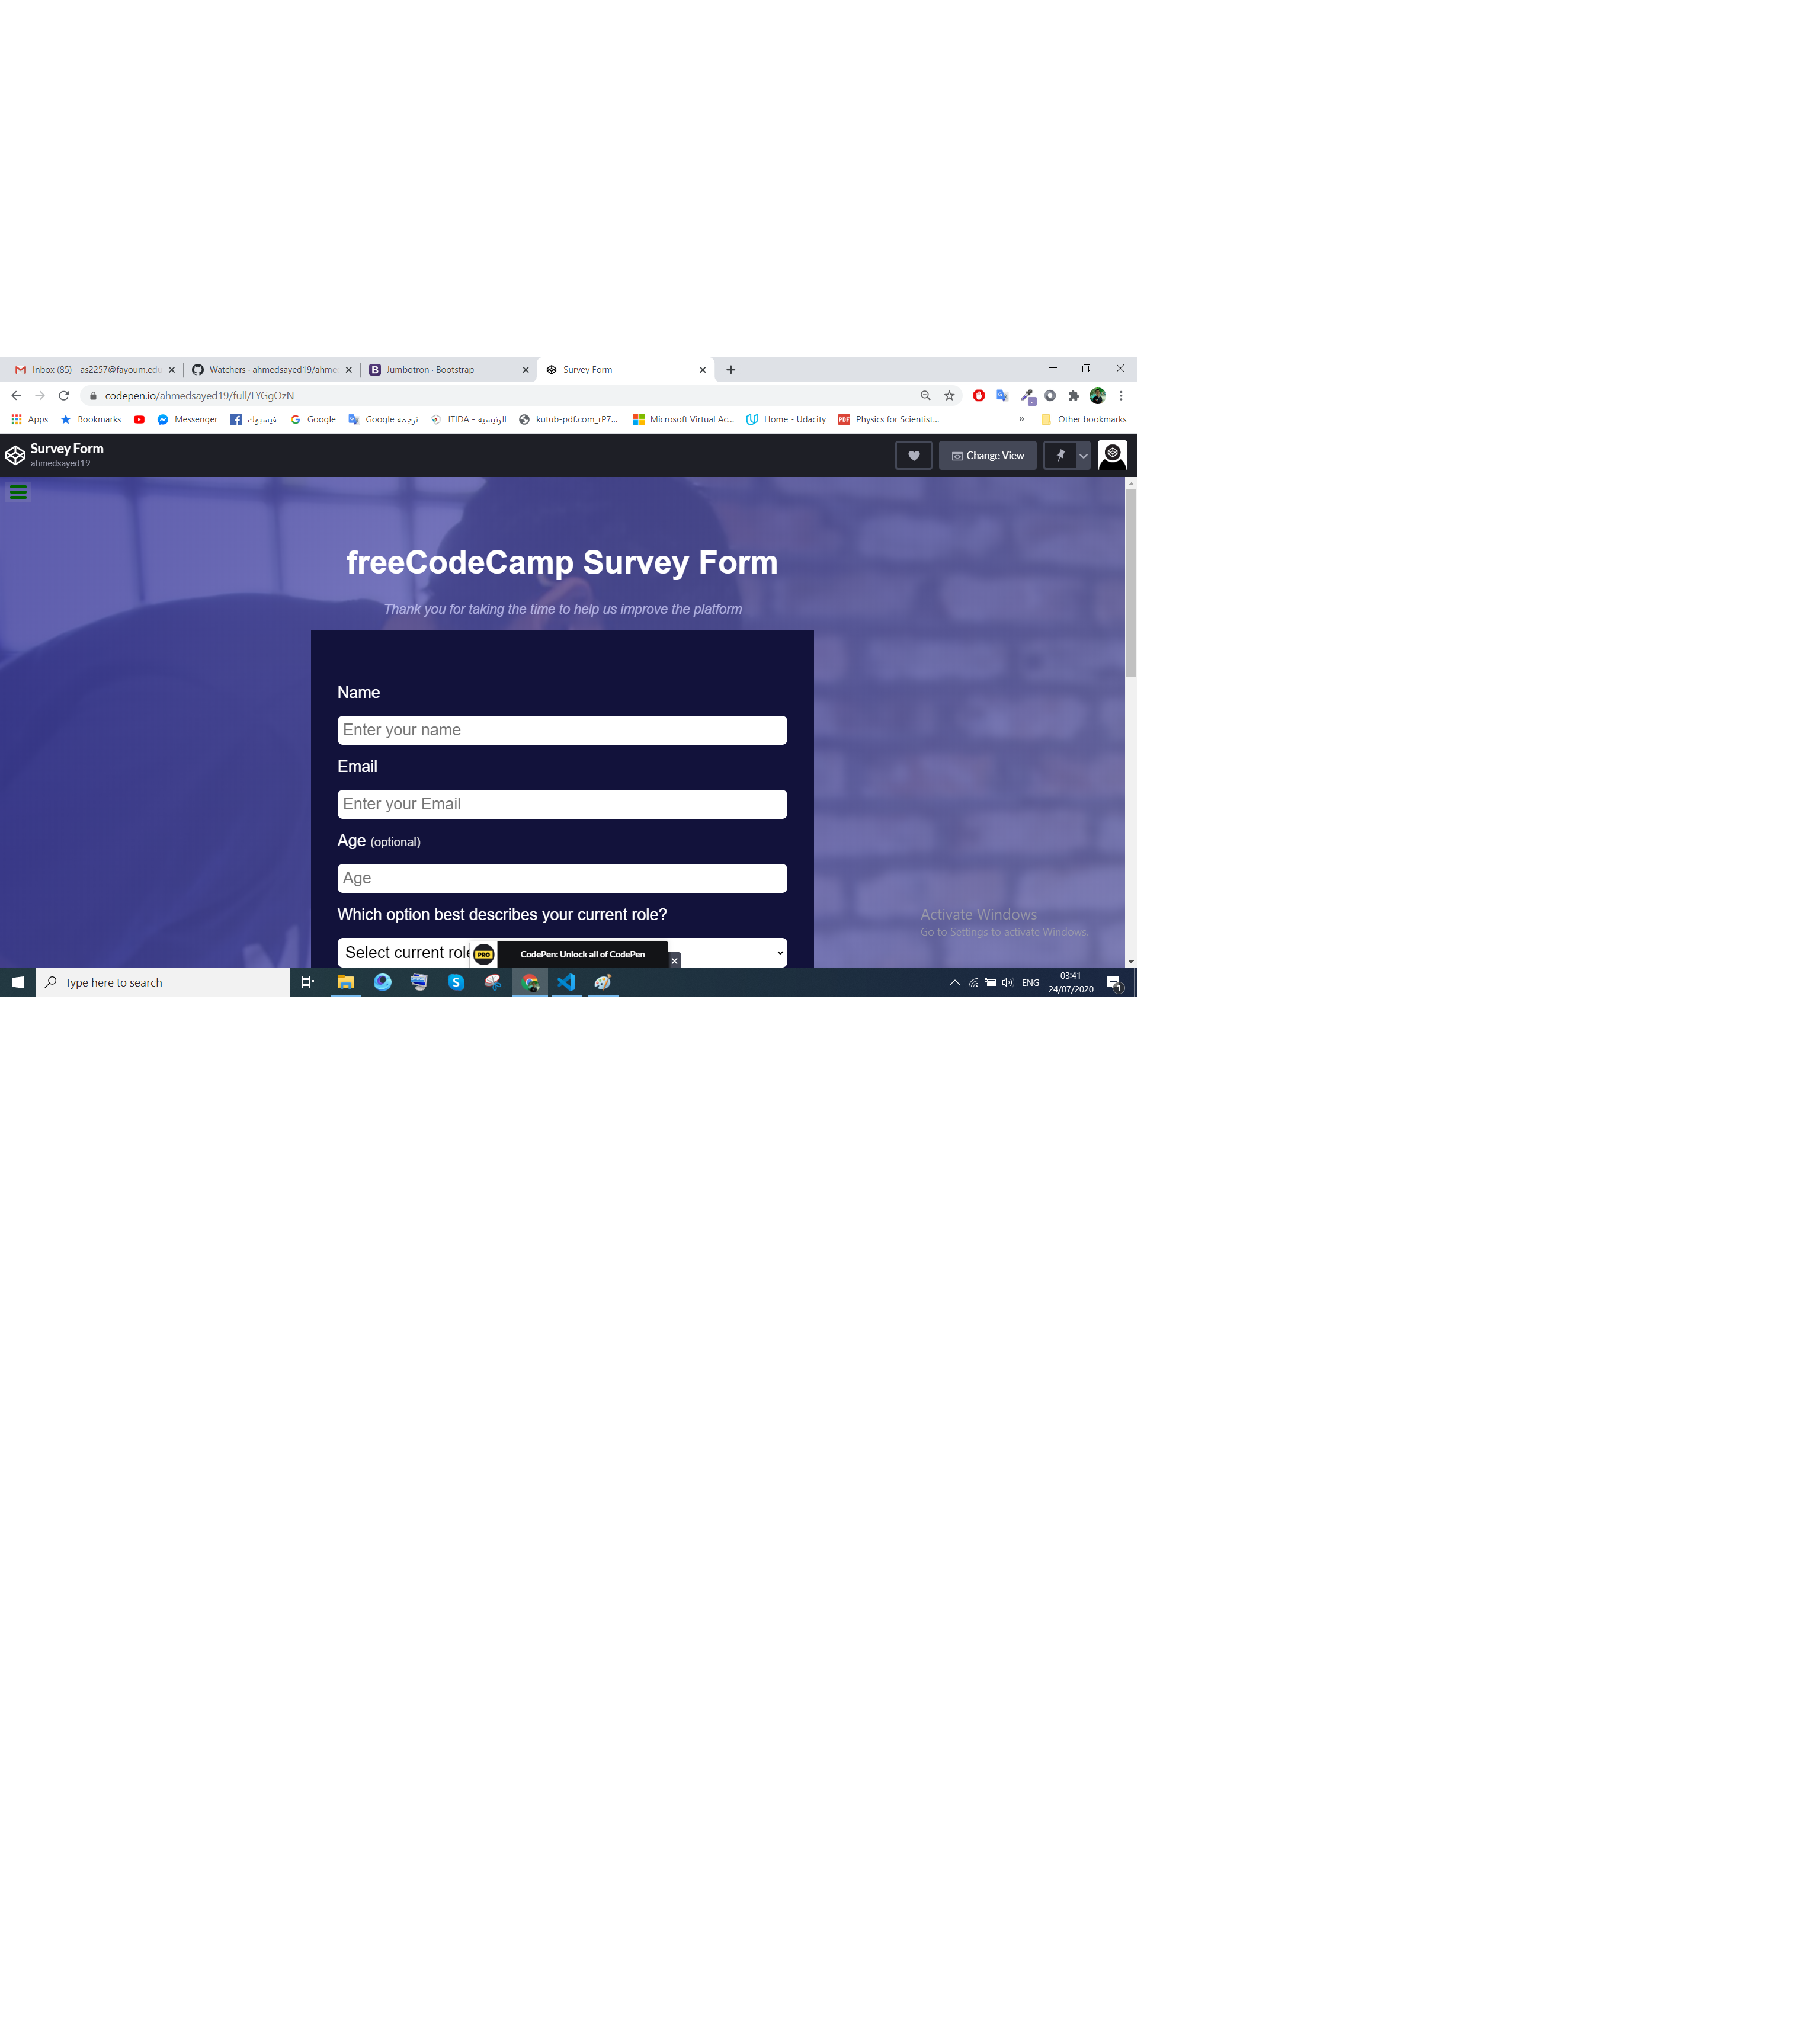 Inbox (85) - as2257@fayoum.edu
Watchers · ahmedsayed19/ahme
Jumbotron · Bootstrap
Survey Form
codepen.io/ahmedsayed19/full/LYGgOzN
Apps
Bookmarks
Messenger
فيسبوك
Google
Google ترجمة
ITIDA - الرئيسية
kutub-pdf.com_rP7...
Microsoft Virtual Ac...
Home - Udacity
PDF
Physics for Scientist...
»
Other bookmarks
Survey Form
ahmedsayed19
Change View
freeCodeCamp Survey Form
Thank you for taking the time to help us improve the platform
Name
Enter your name
Email
Enter your Email
Age (optional)
Age
Which option best describes your current role?
Select current role
PRO
CodePen: Unlock all of CodePen
Activate Windows
Go to Settings to activate Windows.
Type here to search
ENG
03:41
24/07/2020
1